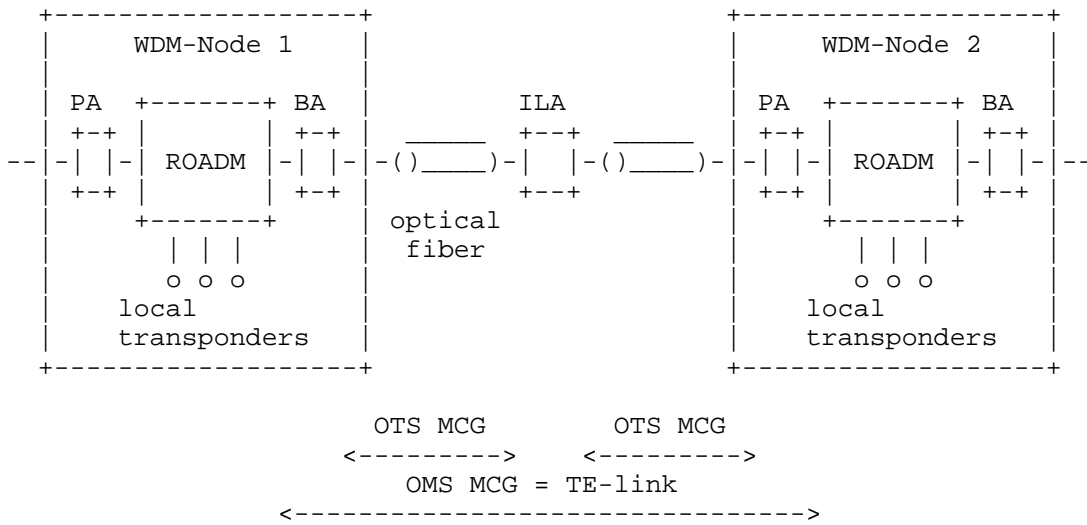 WDM-Node 1 WDM-Node 2
PA BA ILA PA BA
ROADM ROADM
optical
fiber
o o o o o o
local local
transponders transponders
OTS MCG OTS MCG
OMS MCG = TE-link